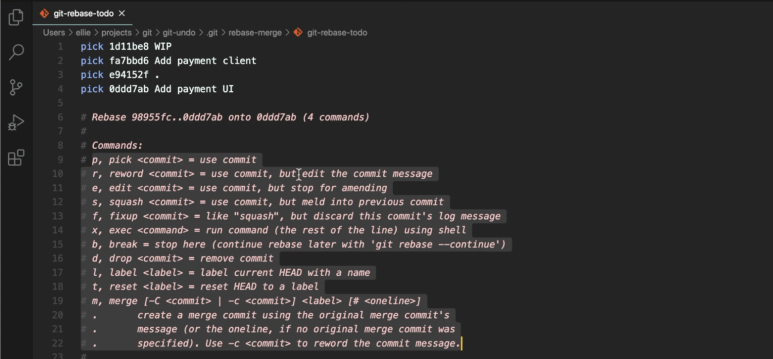 git-rebase-todo ×
Users > ellie > projects > git > git-undo > .git > rebase-merge > git-rebase-todo
1 pick 1d11be8 WIP
2 pick fa7bbd6 Add payment client
3 pick e94152f .
4 pick 0ddd7ab Add payment UI
5
6 # Rebase 98955fc..0ddd7ab onto 0ddd7ab (4 commands)
7 #
8 # Commands:
9 # p, pick <commit> = use commit
10 # r, reword <commit> = use commit, but edit the commit message
11 # e, edit <commit> = use commit, but stop for amending
12 # s, squash <commit> = use commit, but meld into previous commit
13 # f, fixup <commit> = like "squash", but discard this commit's log message
14 # x, exec <command> = run command (the rest of the line) using shell
15 # b, break = stop here (continue rebase later with 'git rebase --continue')
16 # d, drop <commit> = remove commit
17 # l, label <label> = label current HEAD with a name
18 # t, reset <label> = reset HEAD to a label
19 # m, merge [-C <commit> | -c <commit>] <label> [# <oneline>]
20 # .       create a merge commit using the original merge commit's
21 # .       message (or the oneline, if no original merge commit was
22 # .       specified). Use -c <commit> to reword the commit message.
23 #